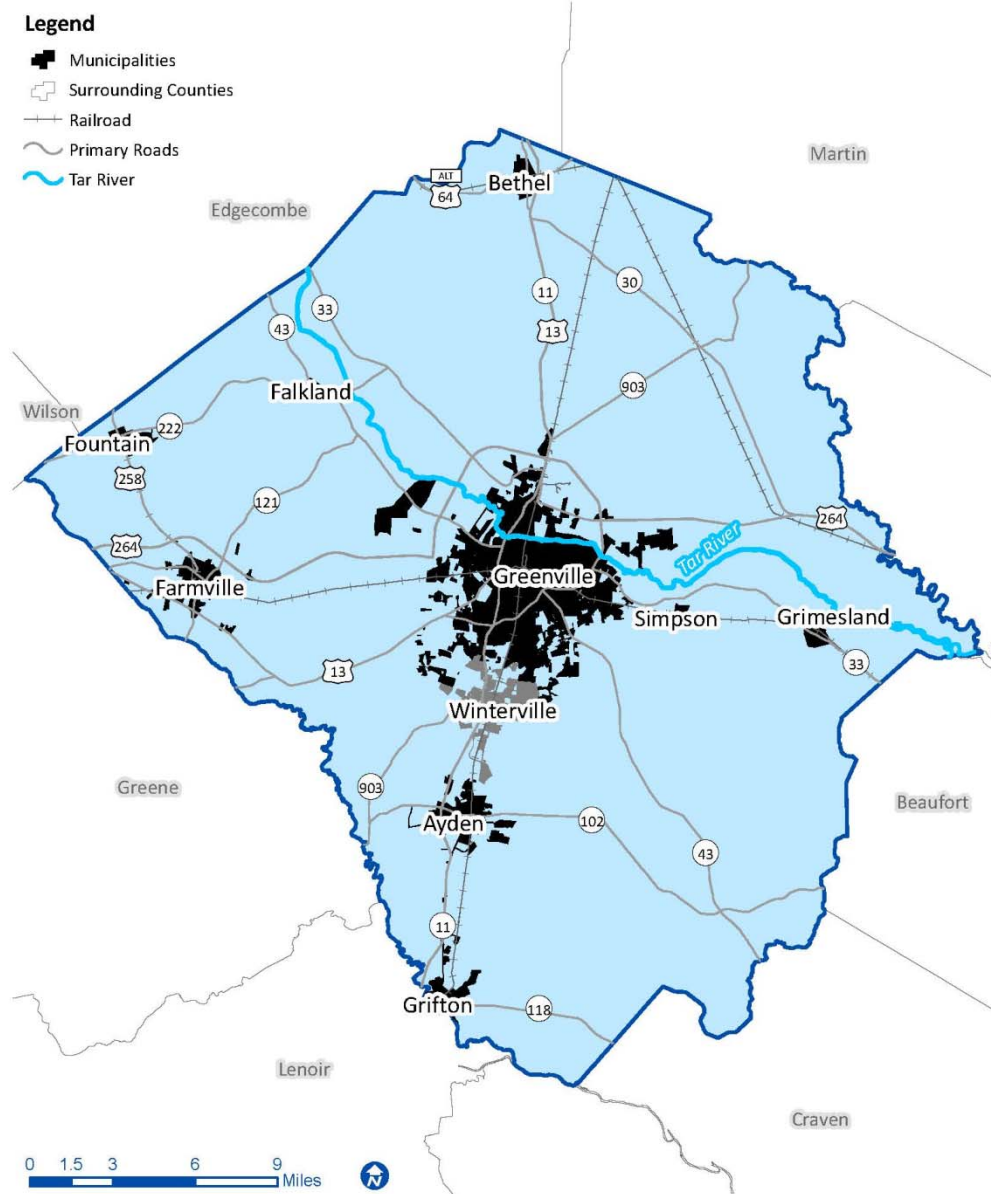 Legend
Municipalities
Surrounding Counties
Railroad
Primary Roads
Tar River
Martin
Bethel
ALT
64
Edgecombe
30
11
33
43
13
903
Falkland
Wilson
Fountain
222
258
121
264
264
Tar River
Farmville
Greenville
Simpson
Grimesland
33
13
Winterville
Greene
903
Beaufort
Ayden
102
43
11
Grifton
118
Lenoir
Craven
0 1.5 3 6 9
Miles
N